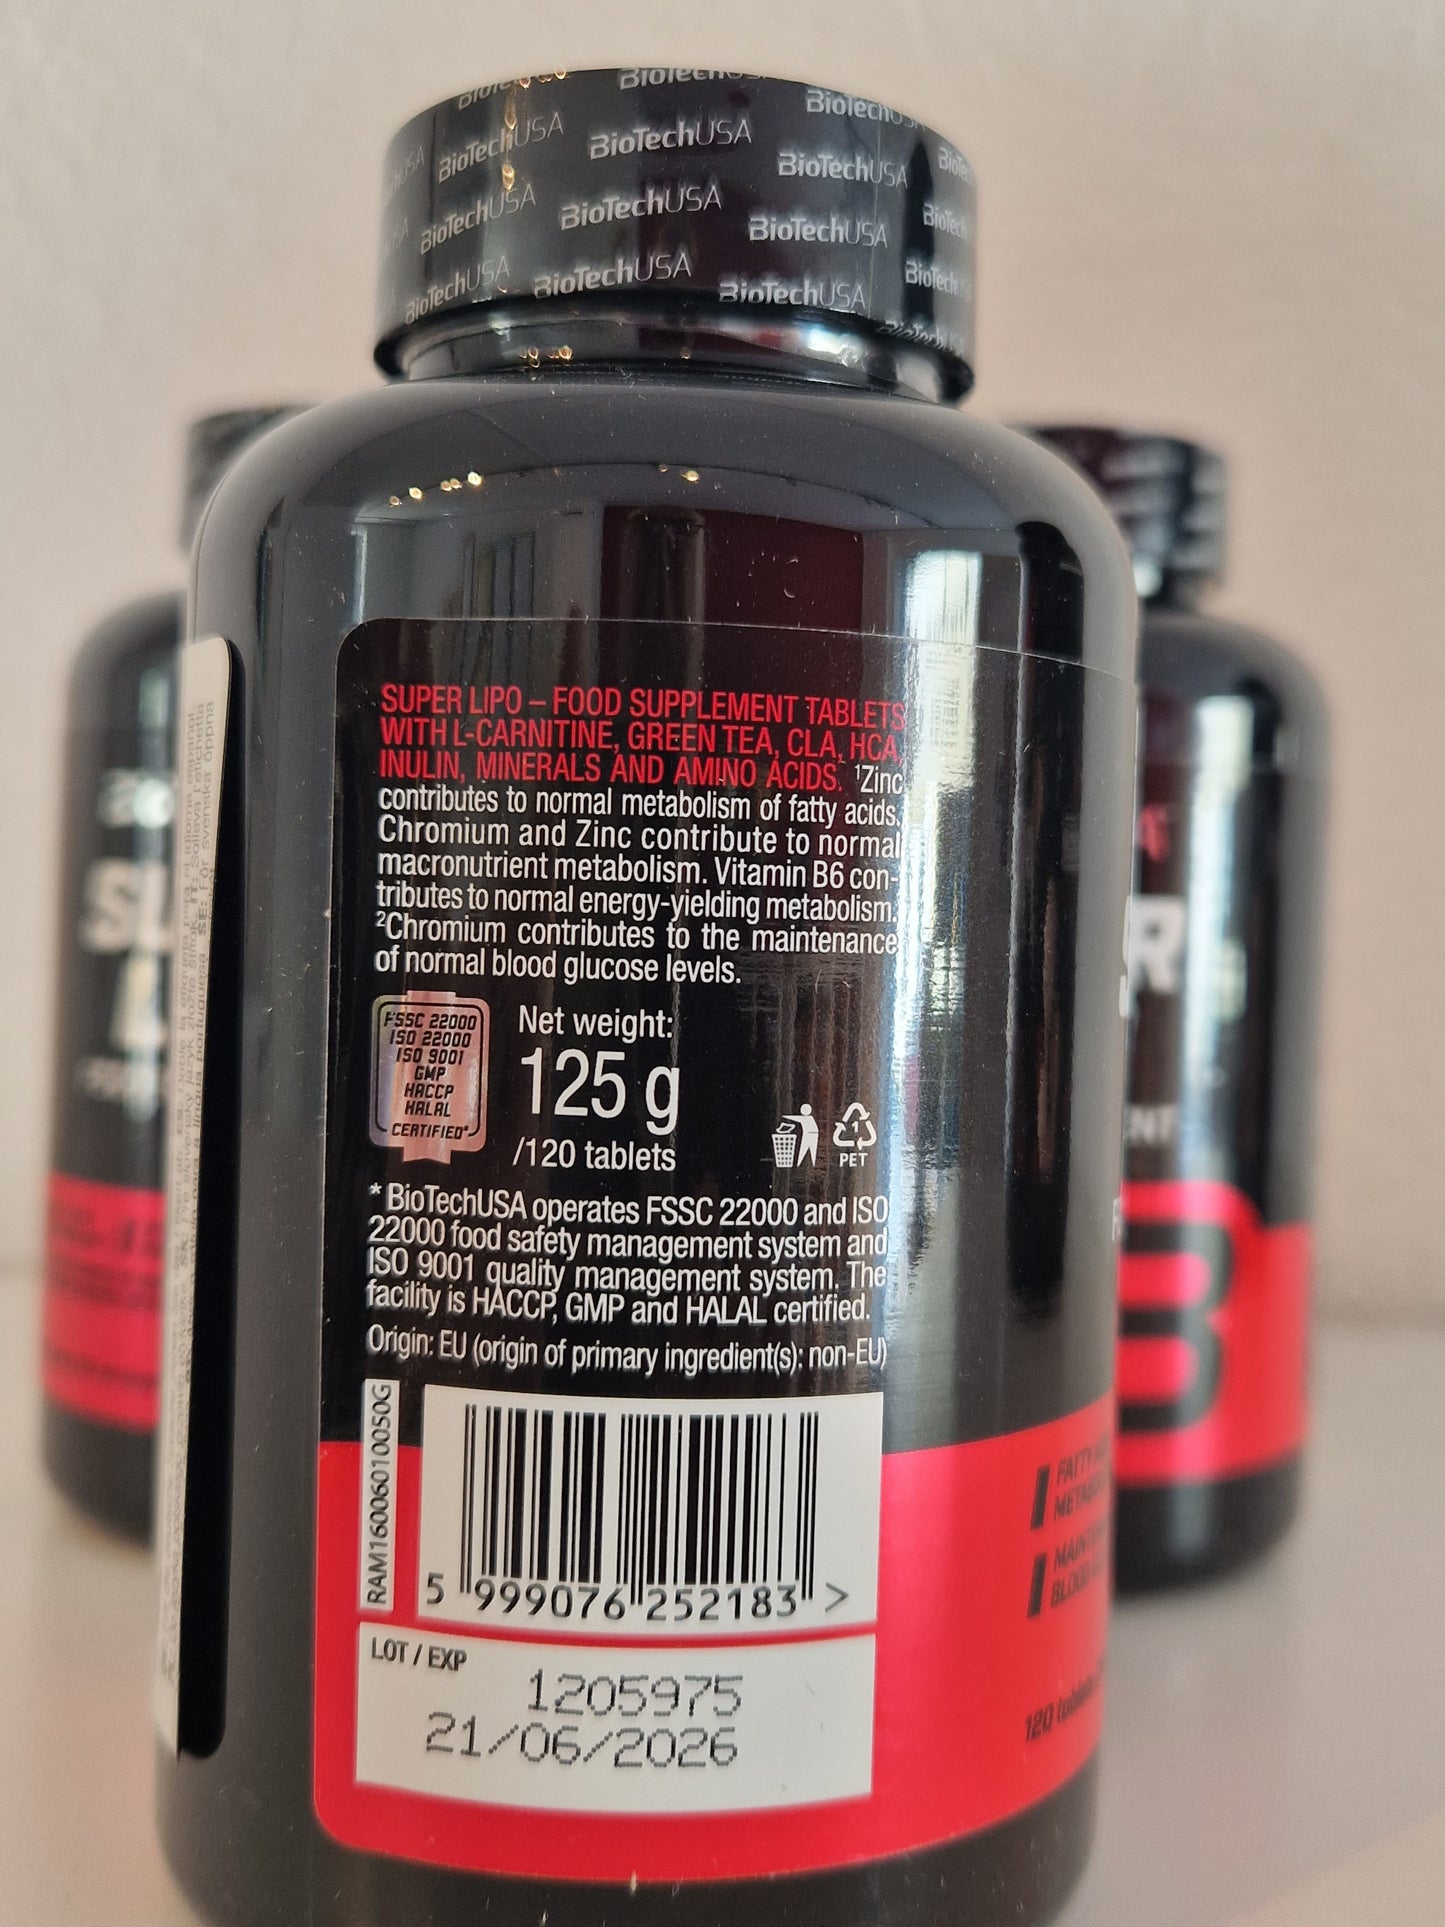 BioTechUSA
BioTechUSA
BioTechUSA
BioTechUSA
BioTechUSA
BioTechUSA
BioTechUSA
BioTechUSA
BioTechUSA
BioTechUSA
SUPER LIPO – FOOD SUPPLEMENT TABLETS
WITH L-CARNITINE, GREEN TEA, CLA, HCA,
INULIN, MINERALS AND AMINO ACIDS. ¹Zinc
contributes to normal metabolism of fatty acids.
Chromium and Zinc contribute to normal
macronutrient metabolism. Vitamin B6 con-
tributes to normal energy-yielding metabolism.
²Chromium contributes to the maintenance
of normal blood glucose levels.
FSSC 22000
ISO 22000
ISO 9001
GMP
HACCP
HALAL
CERTIFIED*
Net weight:
125 g
/120 tablets
1
PET
* BioTechUSA operates FSSC 22000 and ISO
22000 food safety management system and
ISO 9001 quality management system. The
facility is HACCP, GMP and HALAL certified.
Origin: EU (origin of primary ingredient(s): non-EU)
RAM16006010050G
5 999076 252183 >
LOT / EXP
1205975
21/06/2026
FATTY
120